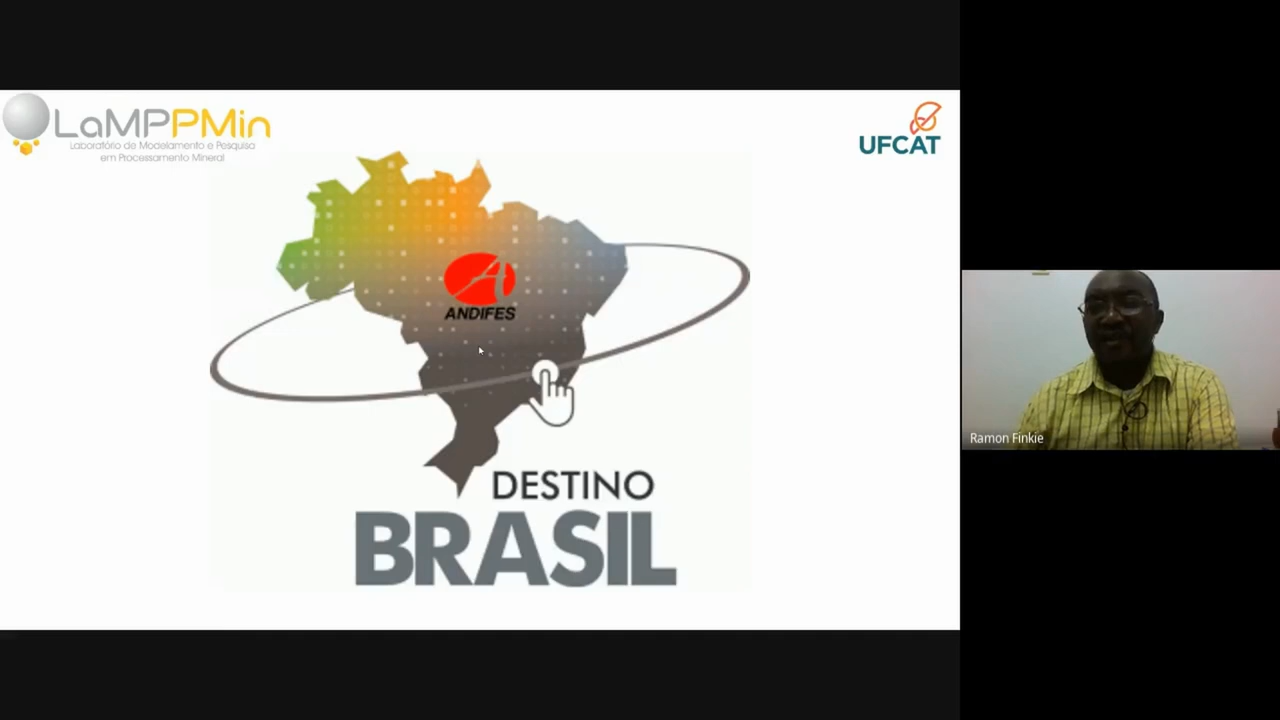 LaMPPMin
Laboratório de Modelamento e Pesquisa
em Processamento Mineral
UFCAT
ANDIFES
DESTINO
BRASIL
Ramon Finkie